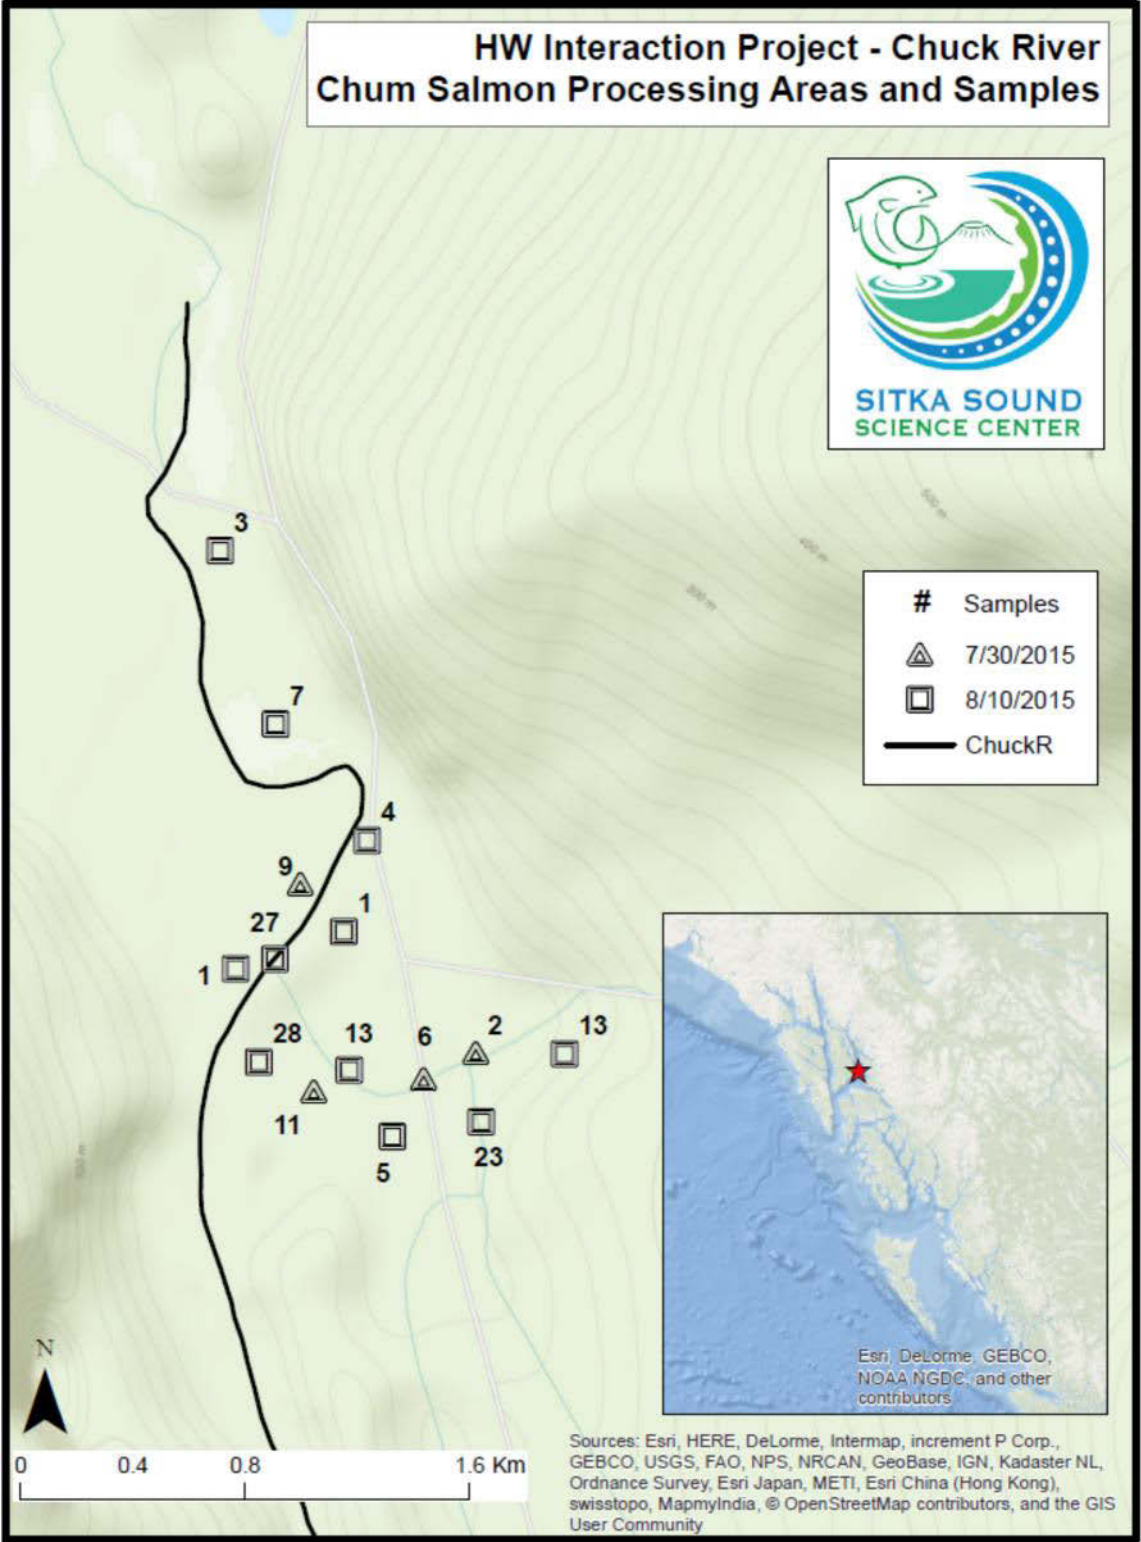 HW Interaction Project - Chuck River
Chum Salmon Processing Areas and Samples
SITKA SOUND
SCIENCE CENTER
600 m
400 m
3
# Samples
7/30/2015
8/10/2015
ChuckR
7
4
9
1
27
1
28
13
6
2
13
11
5
23
N
0 0.4 0.8 1.6 Km
Esri, DeLorme, GEBCO,
NOAA NGDC, and other
contributors
Sources: Esri, HERE, DeLorme, Intermap, increment P Corp.,
GEBCO, USGS, FAO, NPS, NRCAN, GeoBase, IGN, Kadaster NL,
Ordnance Survey, Esri Japan, METI, Esri China (Hong Kong),
swisstopo, MapmyIndia, © OpenStreetMap contributors, and the GIS
User Community